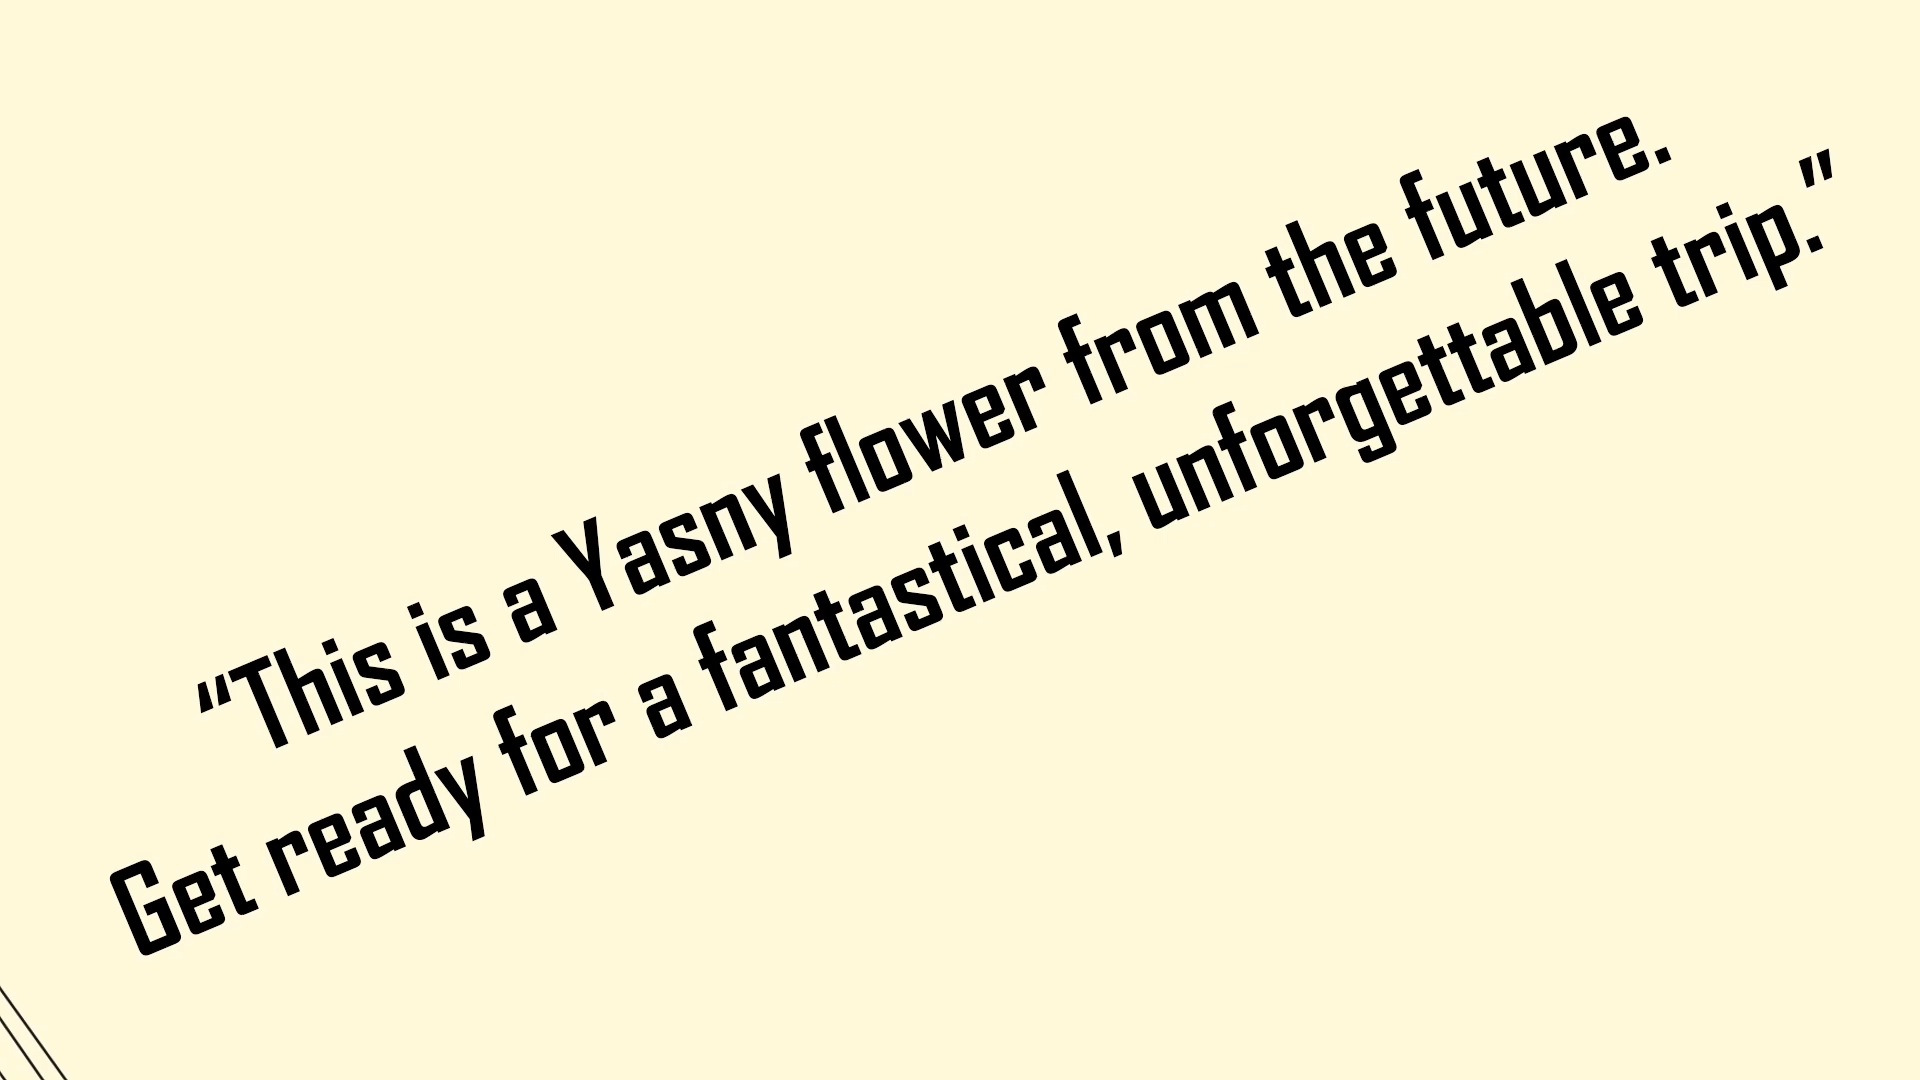 “This is a Yasny flower from the future.
Get ready for a fantastical, unforgettable trip.”